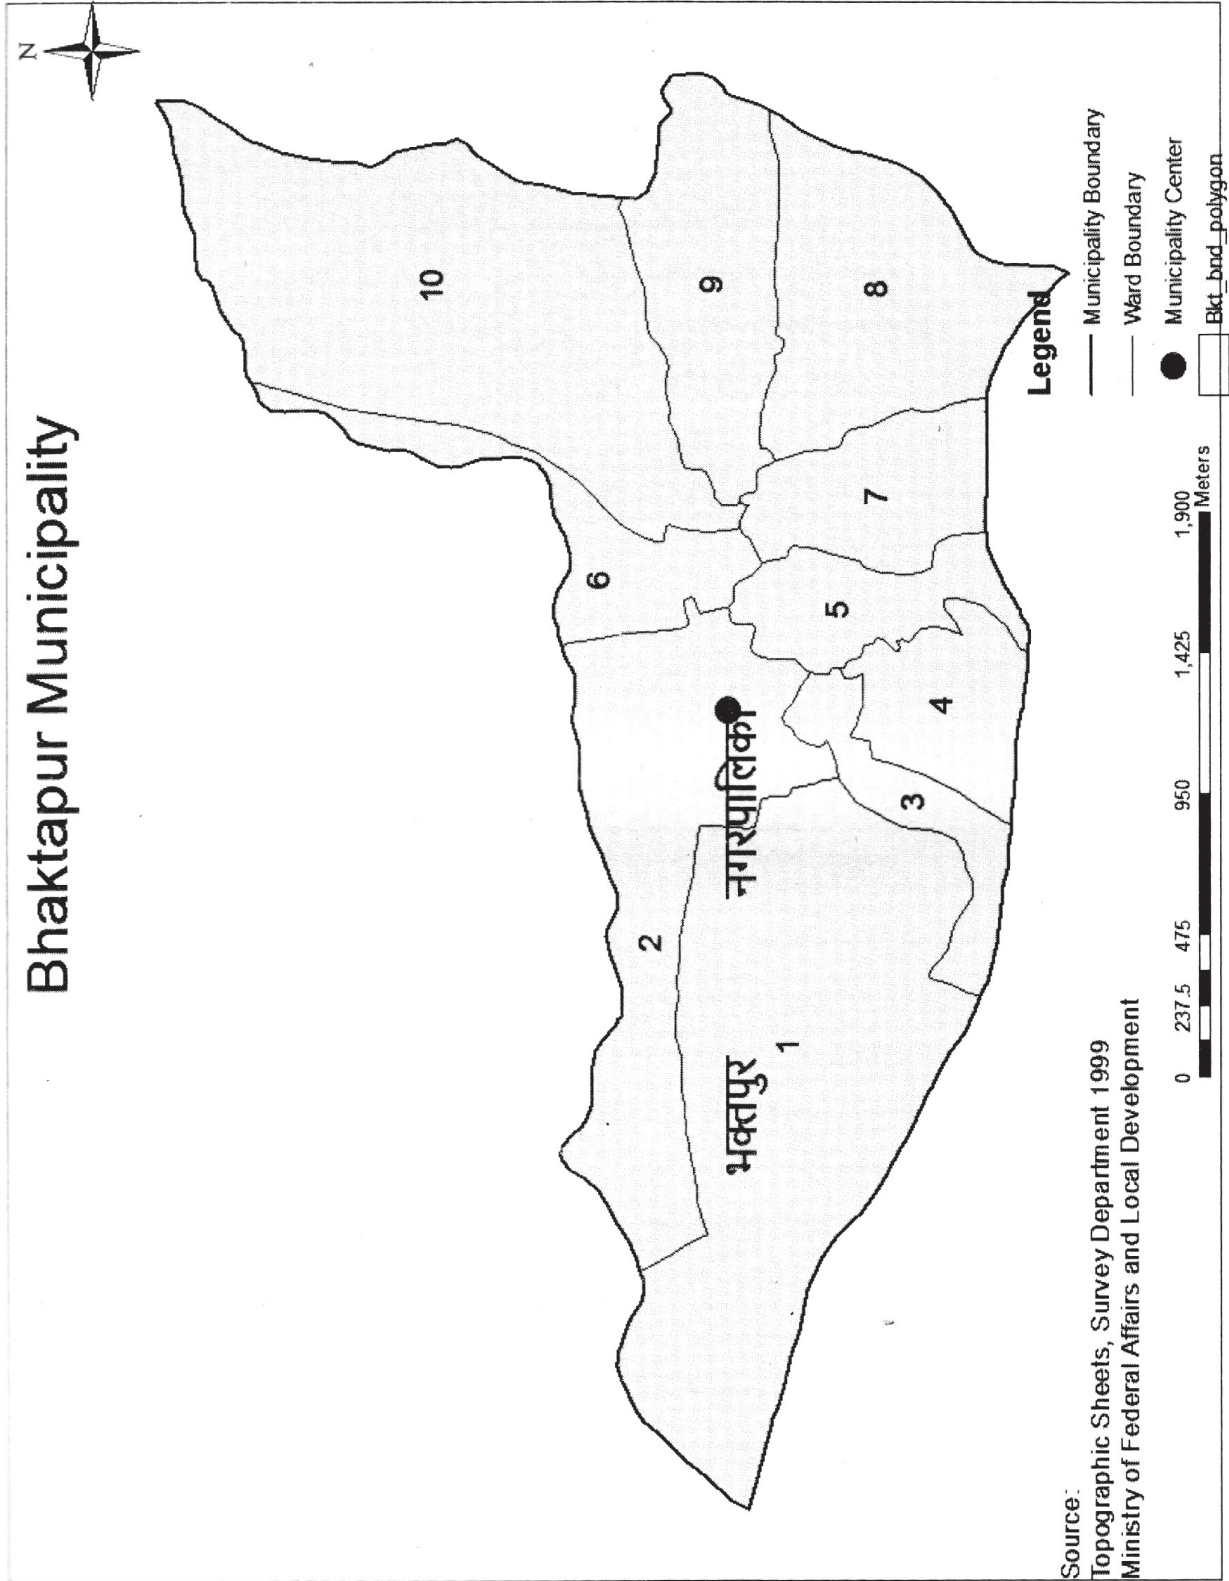 Bhaktapur Municipality
N
10
9
8
6
7
5
2
4
3
1
भक्तपुर नगरपालिका
Legend
Municipality Boundary
Ward Boundary
Municipality Center
Bkt_bnd_polygon
0 237.5 475 950 1,425 1,900
Meters
Source:
Topographic Sheets, Survey Department 1999
Ministry of Federal Affairs and Local Development